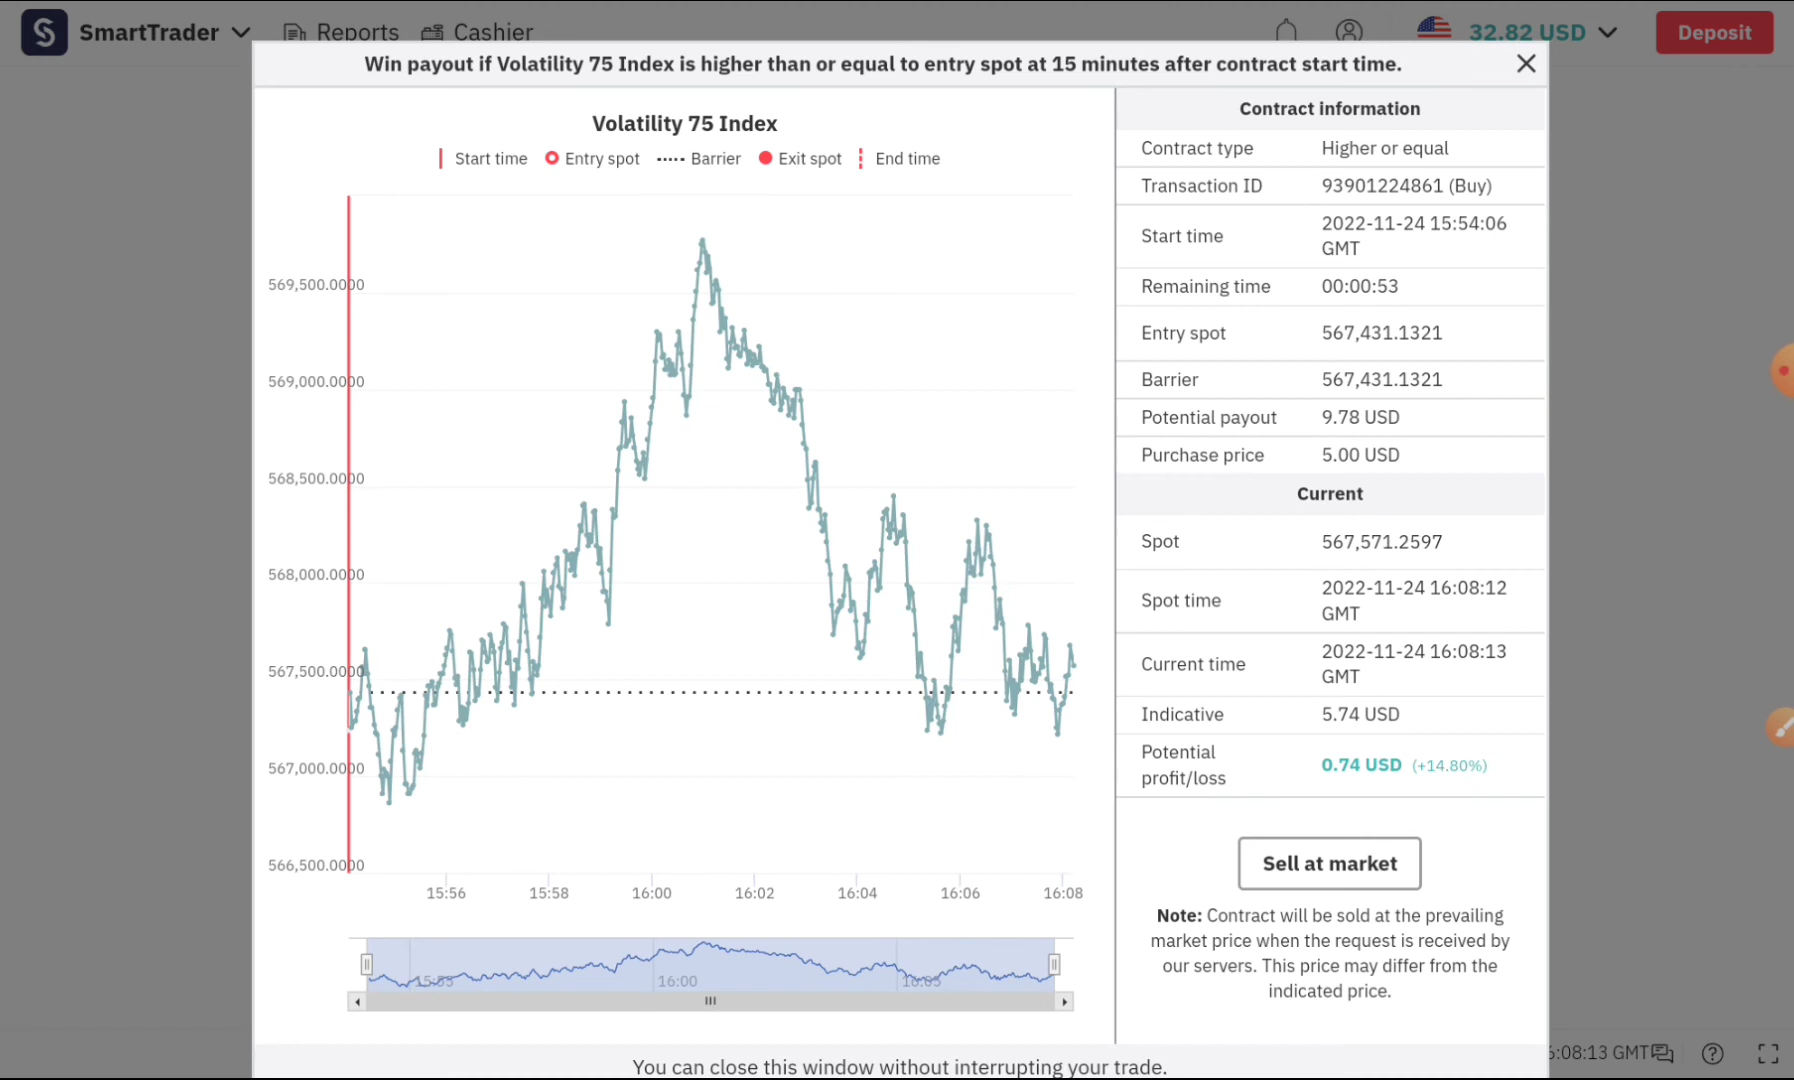 SmartTrader
Reports
Cashier
32.82 USD
Deposit
Win payout if Volatility 75 Index is higher than or equal to entry spot at 15 minutes after contract start time.
Volatility 75 Index
Start time Entry spot Barrier Exit spot End time
569,500.0000
569,000.0000
568,500.0000
568,000.0000
567,500.0000
567,000.0000
566,500.0000
15:56 15:58 16:00 16:02 16:04 16:06 16:08
15:55 16:00 16:05
Contract information
Contract type Higher or equal
Transaction ID 93901224861 (Buy)
Start time 2022-11-24 15:54:06
GMT
Remaining time 00:00:53
Entry spot 567,431.1321
Barrier 567,431.1321
Potential payout 9.78 USD
Purchase price 5.00 USD
Current
Spot 567,571.2597
Spot time 2022-11-24 16:08:12
GMT
Current time 2022-11-24 16:08:13
GMT
Indicative 5.74 USD
Potential
profit/loss 0.74 USD (+14.80%)
Sell at market
Note: Contract will be sold at the prevailing
market price when the request is received by
our servers. This price may differ from the
indicated price.
You can close this window without interrupting your trade.
6:08:13 GMT